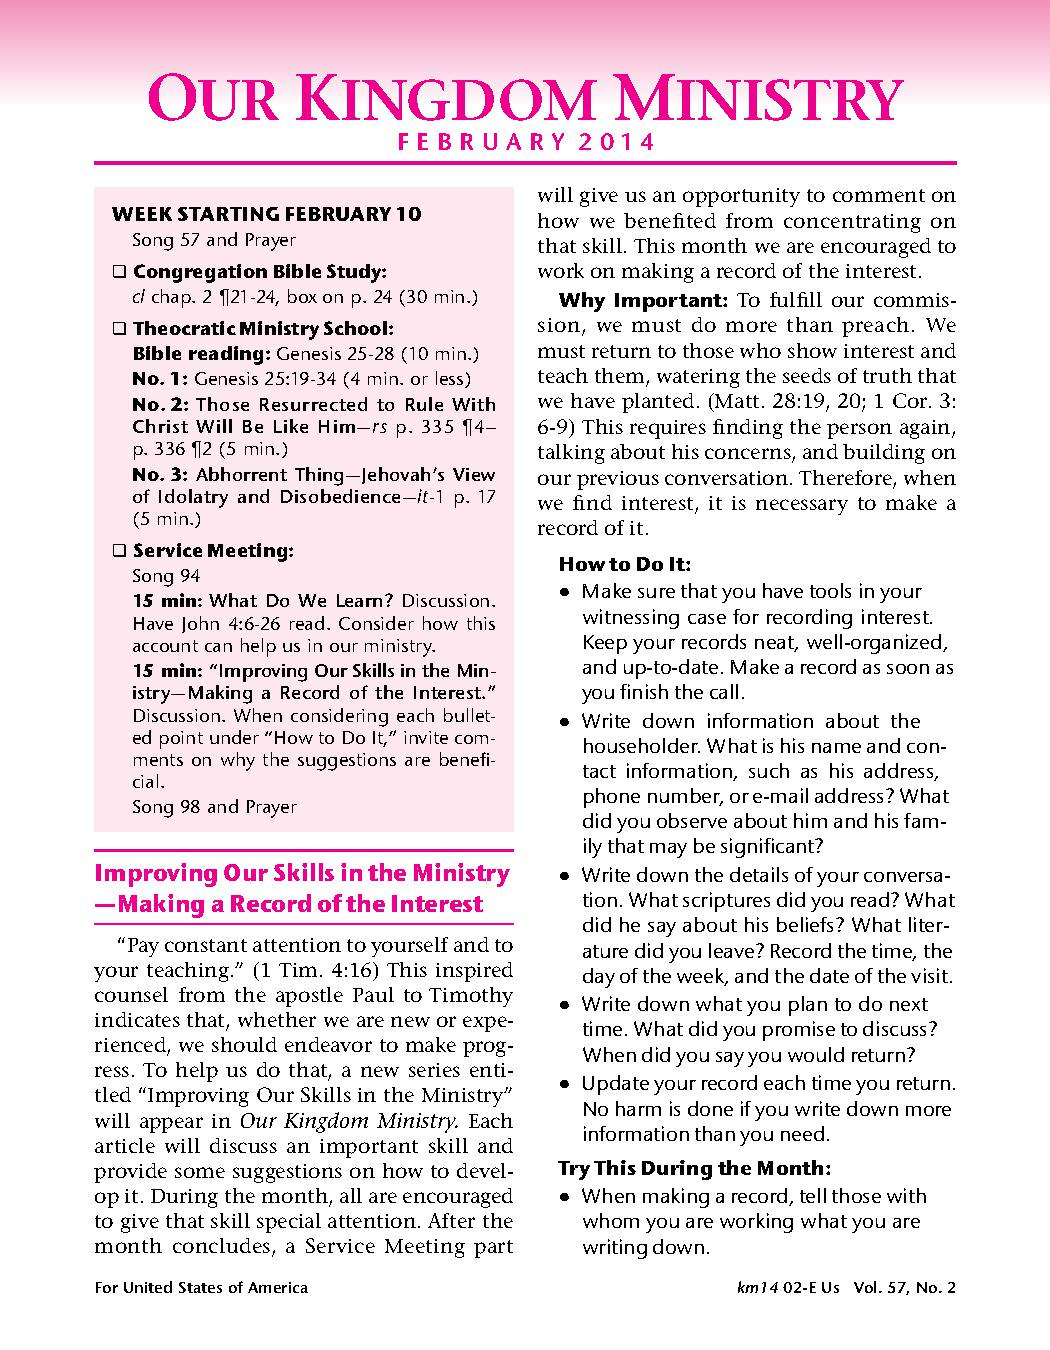 OUR KINGDOM MINISTRY
FEBRUARY 2014
WEEK STARTING FEBRUARY 10
Song 57 and Prayer
❑ Congregation Bible Study:
cl chap. 2 ¶21-24, box on p. 24 (30 min.)
❑ Theocratic Ministry School:
Bible reading: Genesis 25-28 (10 min.)
No. 1: Genesis 25:19-34 (4 min. or less)
No. 2: Those Resurrected to Rule With
Christ Will Be Like Him—rs p. 335 ¶4–
p. 336 ¶2 (5 min.)
No. 3: Abhorrent Thing—Jehovah’s View
of Idolatry and Disobedience—it-1 p. 17
(5 min.)
❑ Service Meeting:
Song 94
15 min: What Do We Learn? Discussion.
Have John 4:6-26 read. Consider how this
account can help us in our ministry.
15 min: “Improving Our Skills in the Min-
istry—Making a Record of the Interest.”
Discussion. When considering each bullet-
ed point under “How to Do It,” invite com-
ments on why the suggestions are benefi-
cial.
Song 98 and Prayer
Improving Our Skills in the Ministry
—Making a Record of the Interest
“Pay constant attention to yourself and to
your teaching.” (1 Tim. 4:16) This inspired
counsel from the apostle Paul to Timothy
indicates that, whether we are new or expe-
rienced, we should endeavor to make prog-
ress. To help us do that, a new series enti-
tled “Improving Our Skills in the Ministry”
will appear in Our Kingdom Ministry. Each
article will discuss an important skill and
provide some suggestions on how to devel-
op it. During the month, all are encouraged
to give that skill special attention. After the
month concludes, a Service Meeting part
will give us an opportunity to comment on
how we benefited from concentrating on
that skill. This month we are encouraged to
work on making a record of the interest.
Why Important: To fulfill our commis-
sion, we must do more than preach. We
must return to those who show interest and
teach them, watering the seeds of truth that
we have planted. (Matt. 28:19, 20; 1 Cor. 3:
6-9) This requires finding the person again,
talking about his concerns, and building on
our previous conversation. Therefore, when
we find interest, it is necessary to make a
record of it.
How to Do It:
● Make sure that you have tools in your
witnessing case for recording interest.
Keep your records neat, well-organized,
and up-to-date. Make a record as soon as
you finish the call.
● Write down information about the
householder. What is his name and con-
tact information, such as his address,
phone number, or e-mail address? What
did you observe about him and his fam-
ily that may be significant?
● Write down the details of your conversa-
tion. What scriptures did you read? What
did he say about his beliefs? What liter-
ature did you leave? Record the time, the
day of the week, and the date of the visit.
● Write down what you plan to do next
time. What did you promise to discuss?
When did you say you would return?
● Update your record each time you return.
No harm is done if you write down more
information than you need.
Try This During the Month:
● When making a record, tell those with
whom you are working what you are
writing down.
For United States of America
km14 02-E Us Vol. 57, No. 2